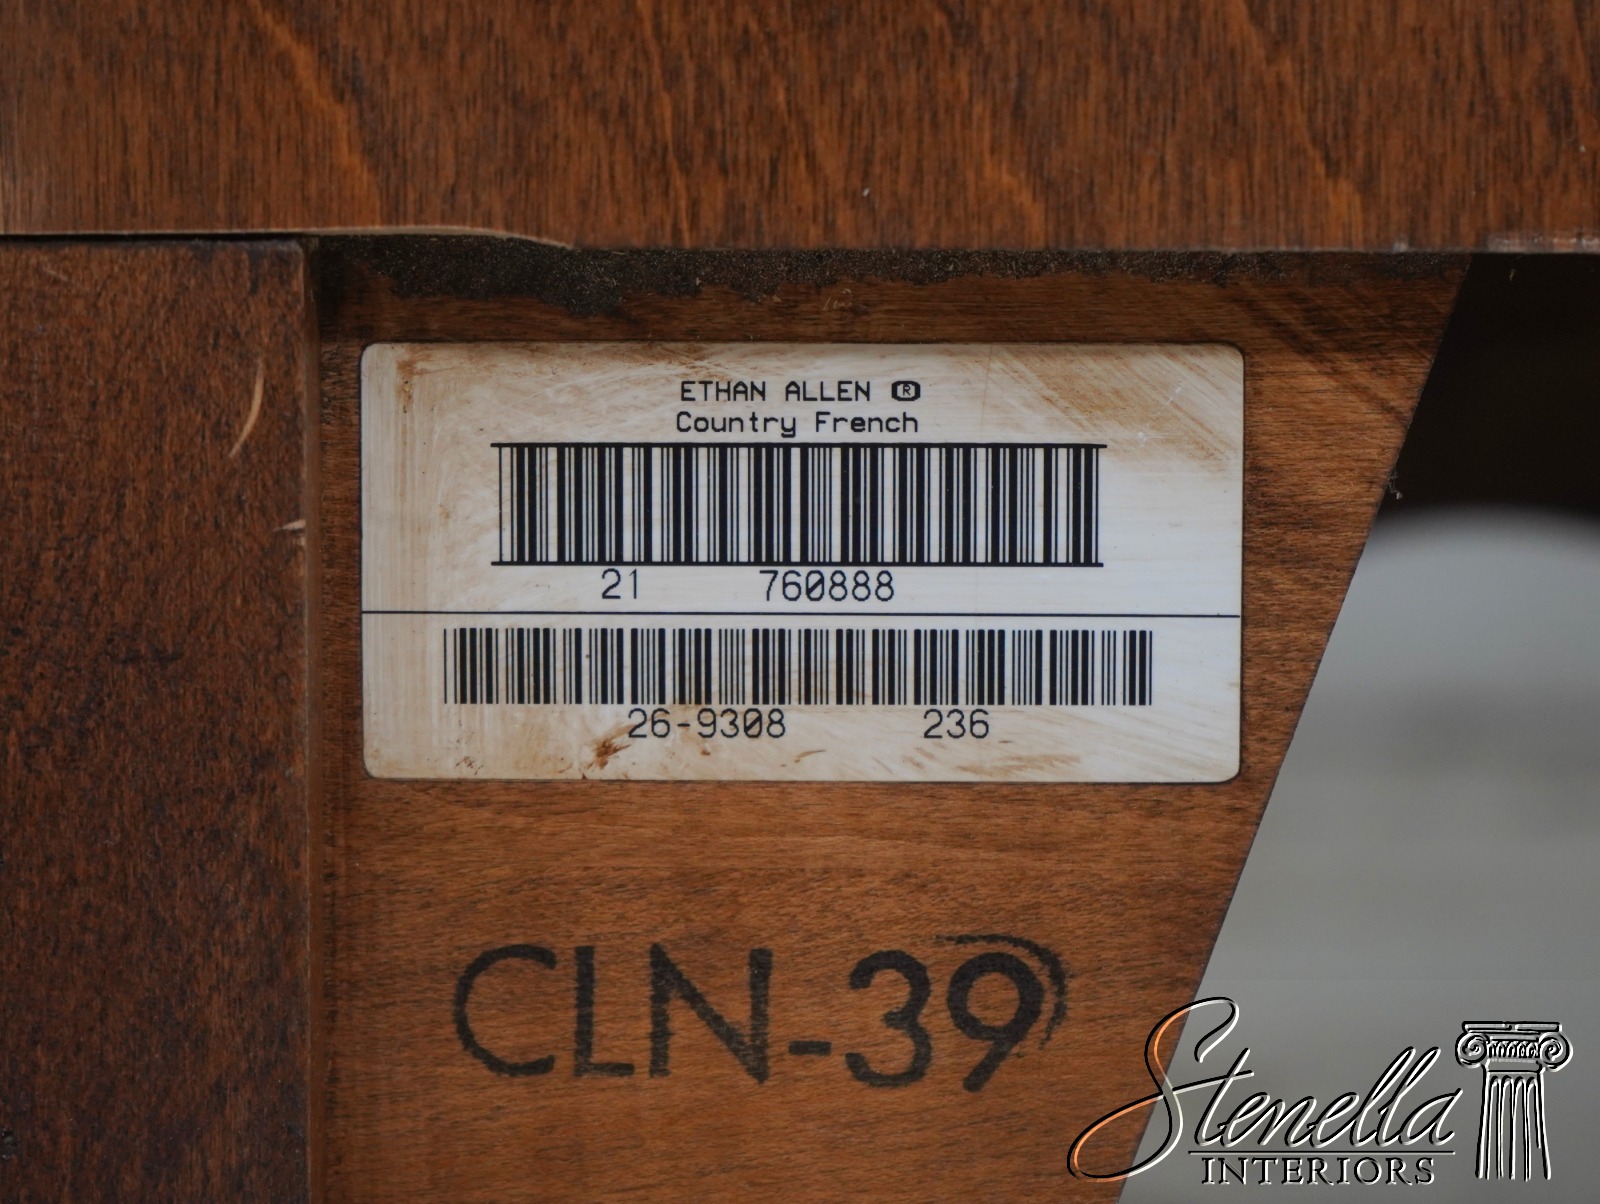 ETHAN ALLEN ®
Country French
21 760888
26-9308 236
CLN-39
Stenella
INTERIORS